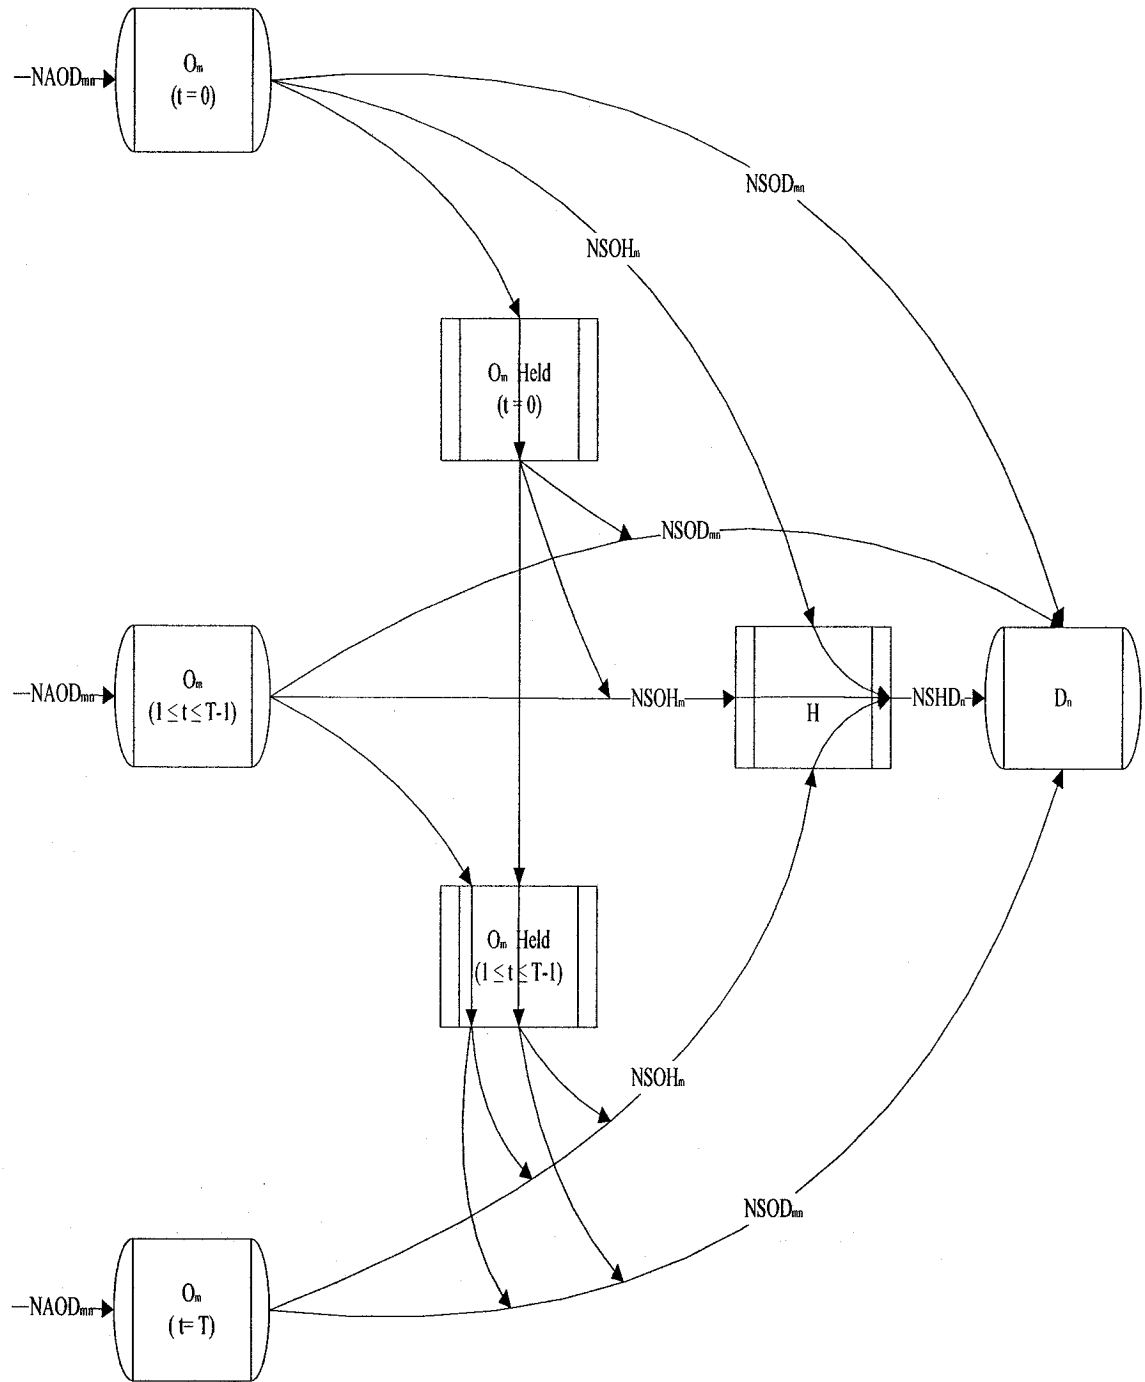 NAODₘₙ
Oₘ
(t = 0)
NSODₘₙ
NSOHₘ
Oₘ Held
(t = 0)
NSODₘₙ
NAODₘₙ
Oₘ
(1 ≤ t ≤ T-1)
NSOHₘ
H
NSHDₙ
Dₙ
Oₘ Held
(1 ≤ t ≤ T-1)
NSOHₘ
NSODₘₙ
NAODₘₙ
Oₘ
( t= T)